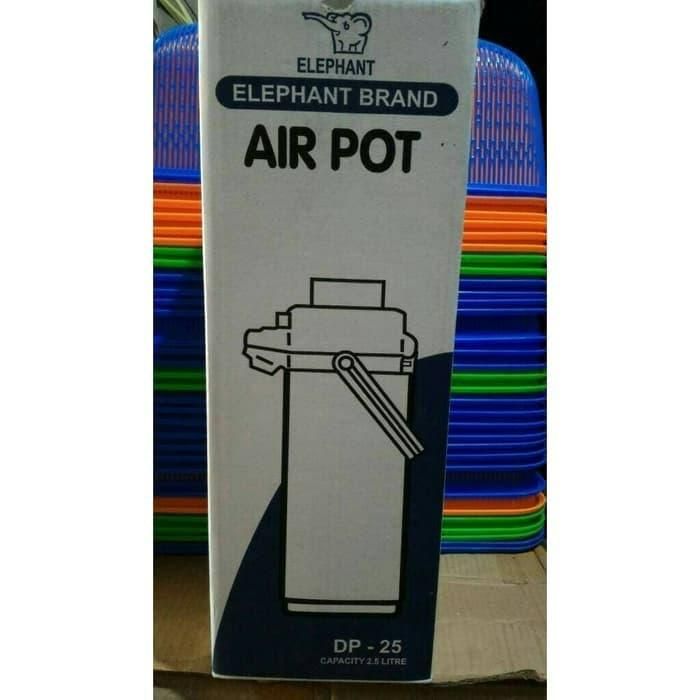 ELEPHANT
ELEPHANT BRAND
AIR POT
DP - 25
CAPACITY 2.5 LITRE